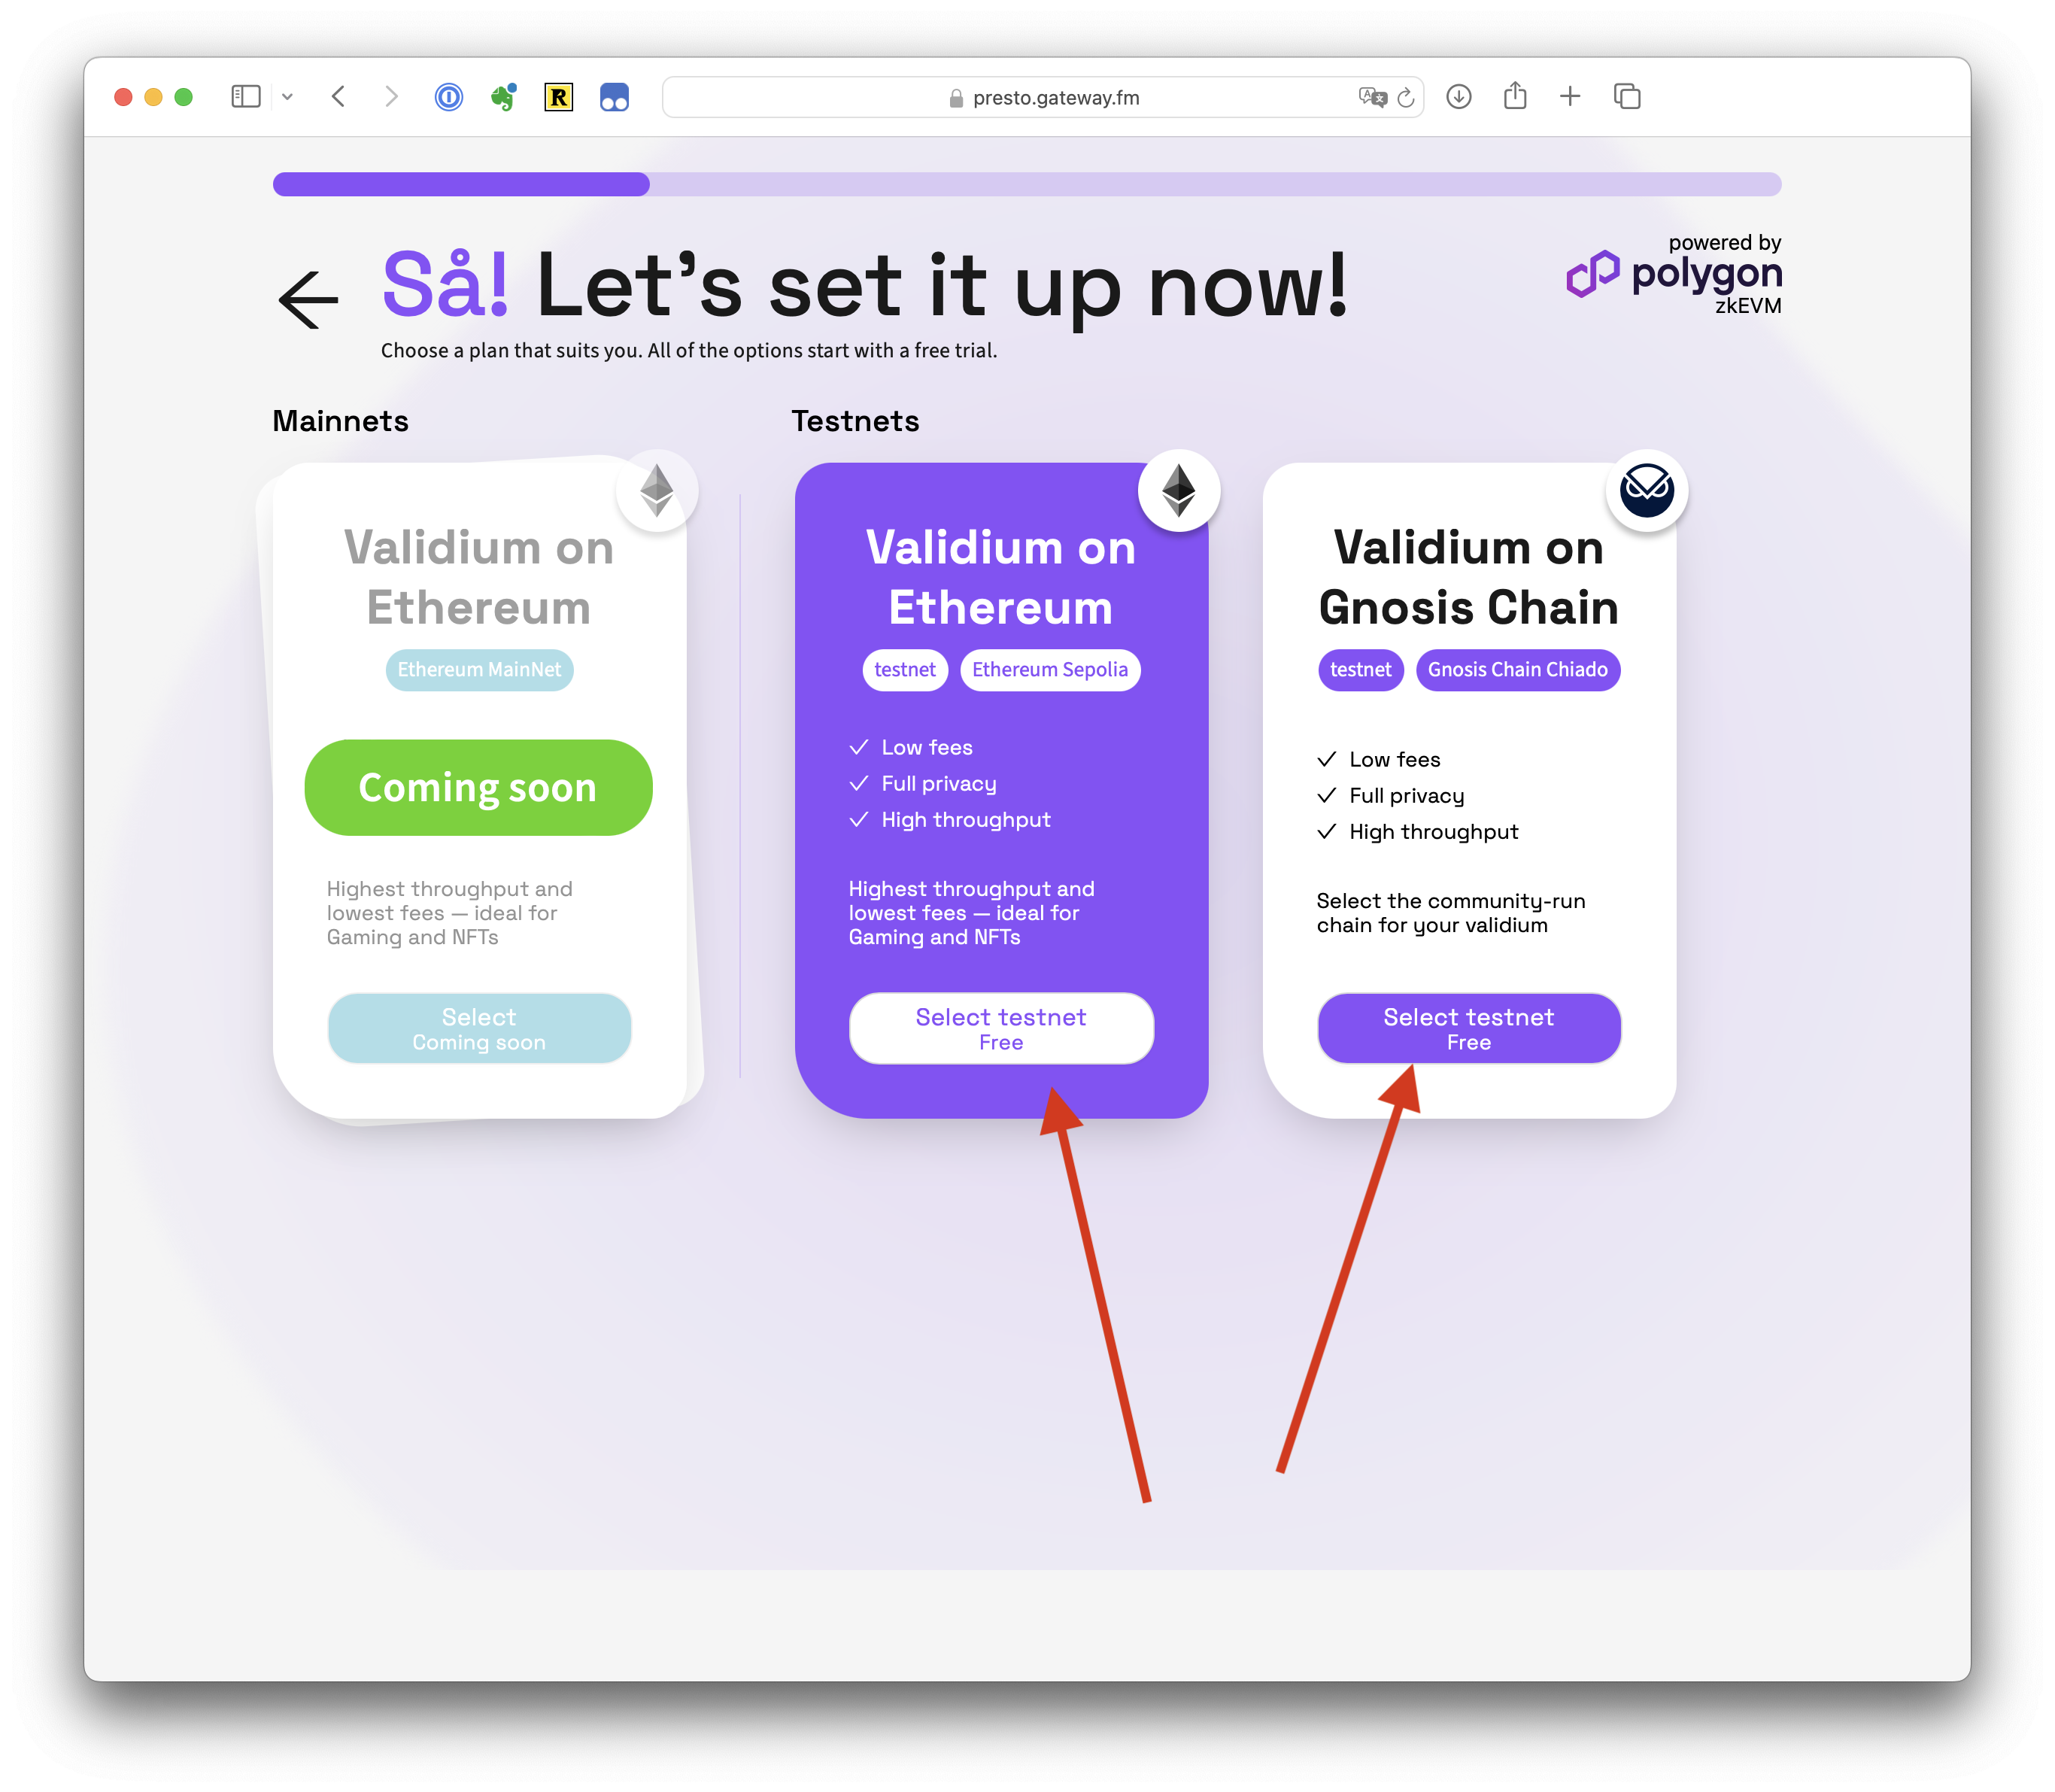 presto.gateway.fm
Så! Let's set it up now!
Choose a plan that suits you. All of the options start with a free trial.
powered by
polygon
zkEVM
Mainnets
Validium on
Ethereum
Ethereum MainNet
Coming soon
Highest throughput and
lowest fees — ideal for
Gaming and NFTs
Select
Coming soon
Testnets
Validium on
Ethereum
testnet Ethereum Sepolia
Low fees
Full privacy
High throughput
Highest throughput and
lowest fees — ideal for
Gaming and NFTs
Select testnet
Free
Validium on
Gnosis Chain
testnet Gnosis Chain Chiado
Low fees
Full privacy
High throughput
Select the community-run
chain for your validium
Select testnet
Free